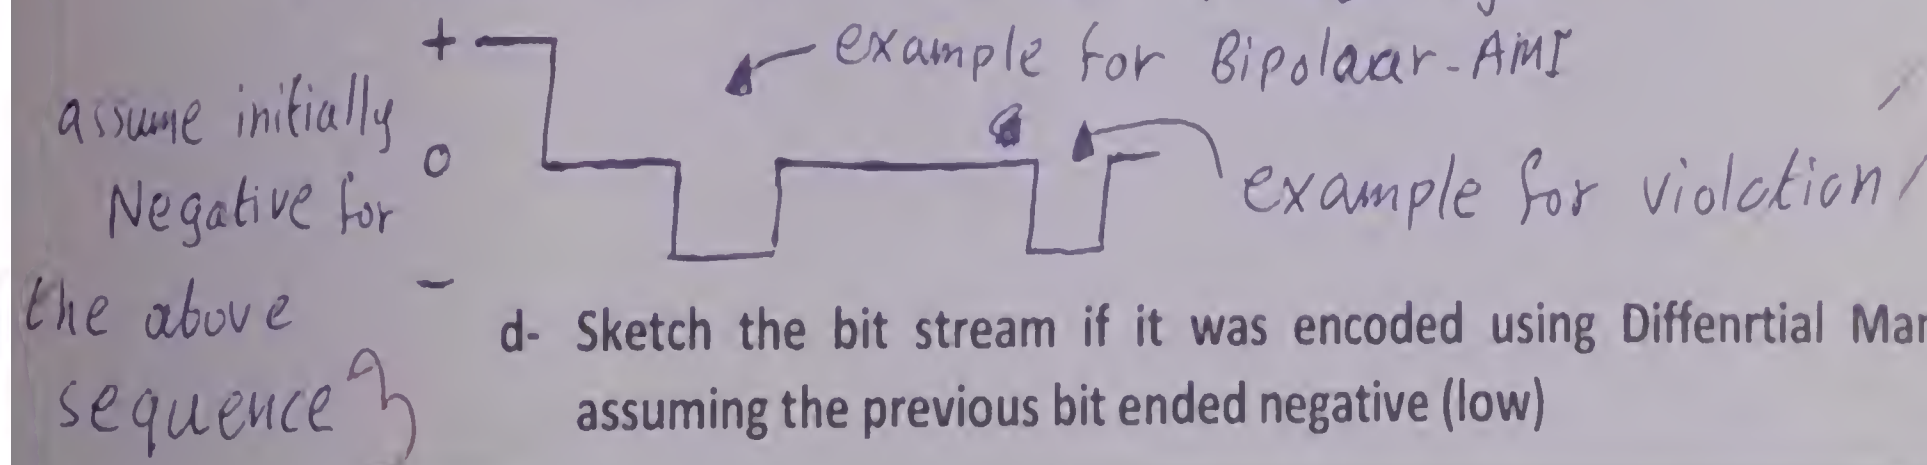 + example for Bipolaar-AMI
assume initially
0
Negative for example for violation
the above -
sequence
d- Sketch the bit stream if it was encoded using Diffenrtial Mar
assuming the previous bit ended negative (low)